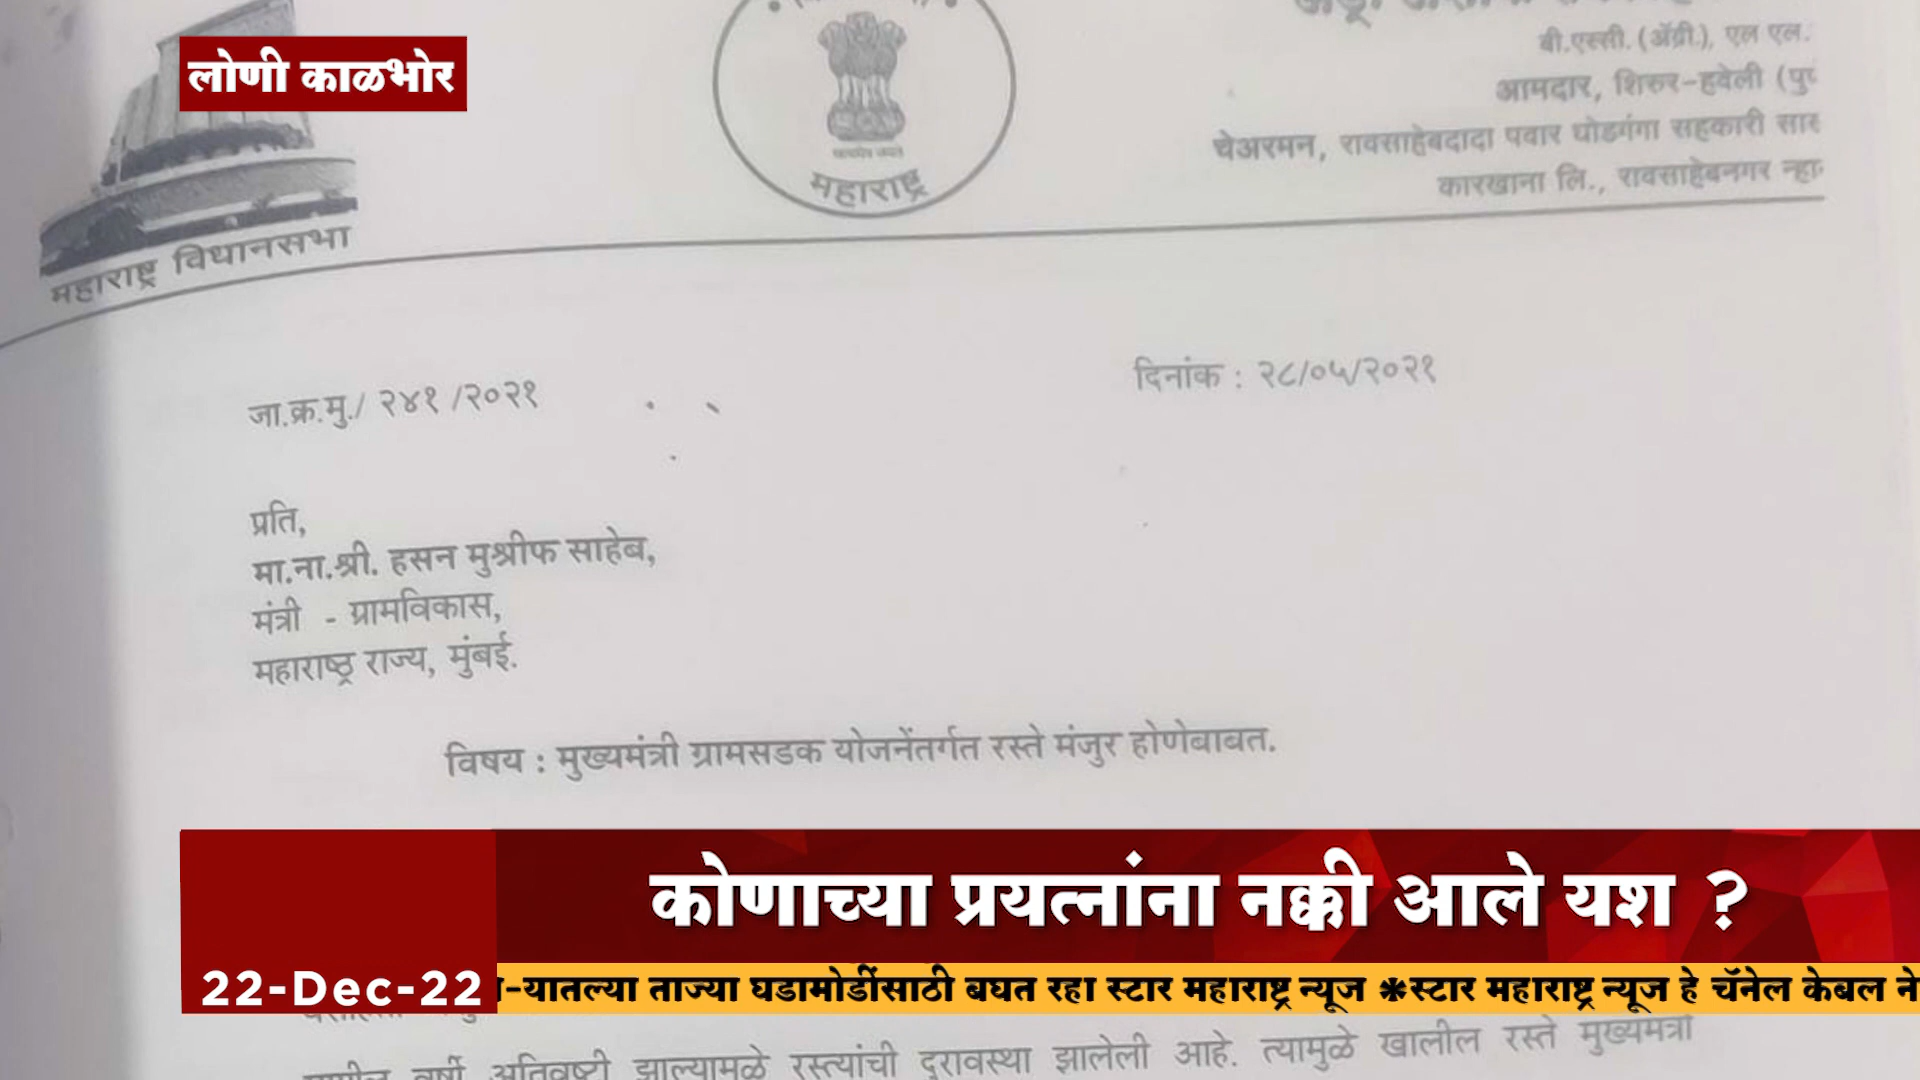 लोणी काळभोर
महाराष्ट्र विधानसभा
महाराष्ट्र
बी.एस्सी. (ॲग्री.), एल एल.
आमदार, शिरुर-हवेली (पु
चेअरमन, रावसाहेबदादा पवार घोडगंगा सहकारी सार
कारखाना लि., रावसाहेबनगर न्हा
जा.क्र.मु./ २४१ /२०२१
दिनांक : २८/०५/२०२१
प्रति,
मा.ना.श्री. हसन मुश्रीफ साहेब,
मंत्री - ग्रामविकास,
महाराष्ठ्र राज्य, मुंबई.
विषय : मुख्यमंत्री ग्रामसडक योजनेंतर्गत रस्ते मंजुर होणेबाबत.
कोणाच्या प्रयत्नांना नक्की आले यश ?
22-Dec-22
-यातल्या ताज्या घडामोडींसाठी बघत रहा स्टार महाराष्ट्र न्यूज *स्टार महाराष्ट्र न्यूज हे चॅनेल केबल ने
वर्षी अतिवृष्टी झाल्यामुळे रस्त्यांची दुरावस्था झालेली आहे. त्यामुळे खालील रस्ते मुख्यमंत्री